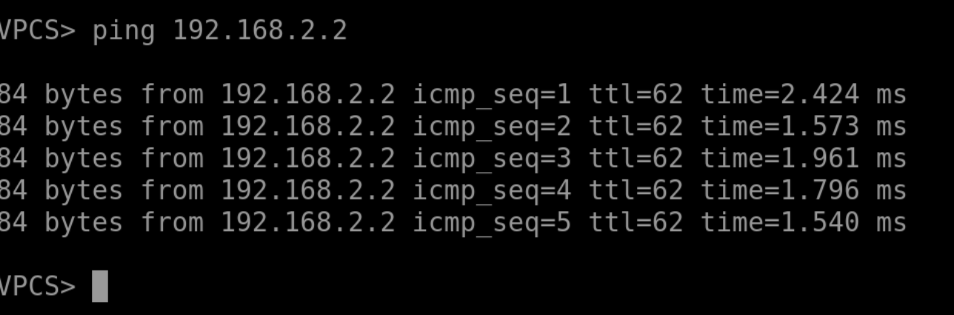 VPCS> ping 192.168.2.2
84 bytes from 192.168.2.2 icmp_seq=1 ttl=62 time=2.424 ms
84 bytes from 192.168.2.2 icmp_seq=2 ttl=62 time=1.573 ms
84 bytes from 192.168.2.2 icmp_seq=3 ttl=62 time=1.961 ms
84 bytes from 192.168.2.2 icmp_seq=4 ttl=62 time=1.796 ms
84 bytes from 192.168.2.2 icmp_seq=5 ttl=62 time=1.540 ms
VPCS>